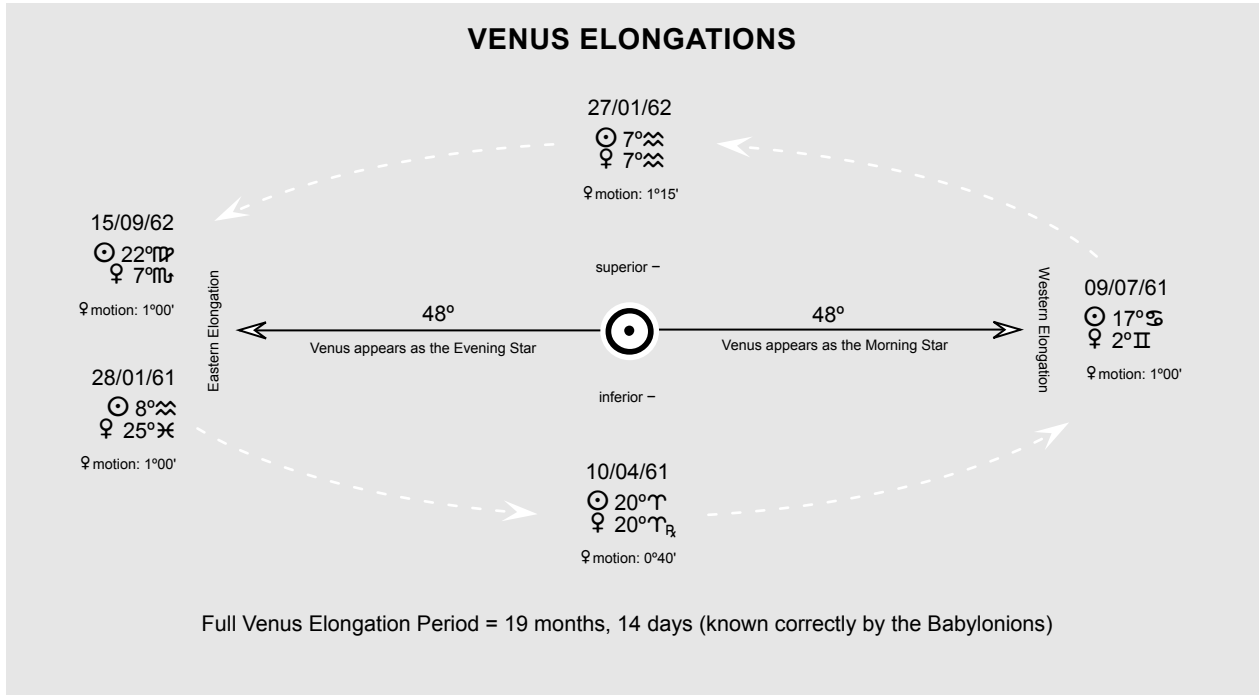 VENUS ELONGATIONS
27/01/62
☉ 7º♒
♀ 7º♒
♀ motion: 1º15'
15/09/62
☉ 22º♍
♀ 7º♏
♀ motion: 1º00'
superior –
Eastern Elongation
48º
Venus appears as the Evening Star
48º
Venus appears as the Morning Star
Western Elongation
09/07/61
☉ 17º♋
♀ 2º♊
♀ motion: 1º00'
28/01/61
☉ 8º♒
♀ 25º♓
♀ motion: 1º00'
inferior –
10/04/61
☉ 20º♈
♀ 20º♈℞
♀ motion: 0º40'
Full Venus Elongation Period = 19 months, 14 days (known correctly by the Babylonions)